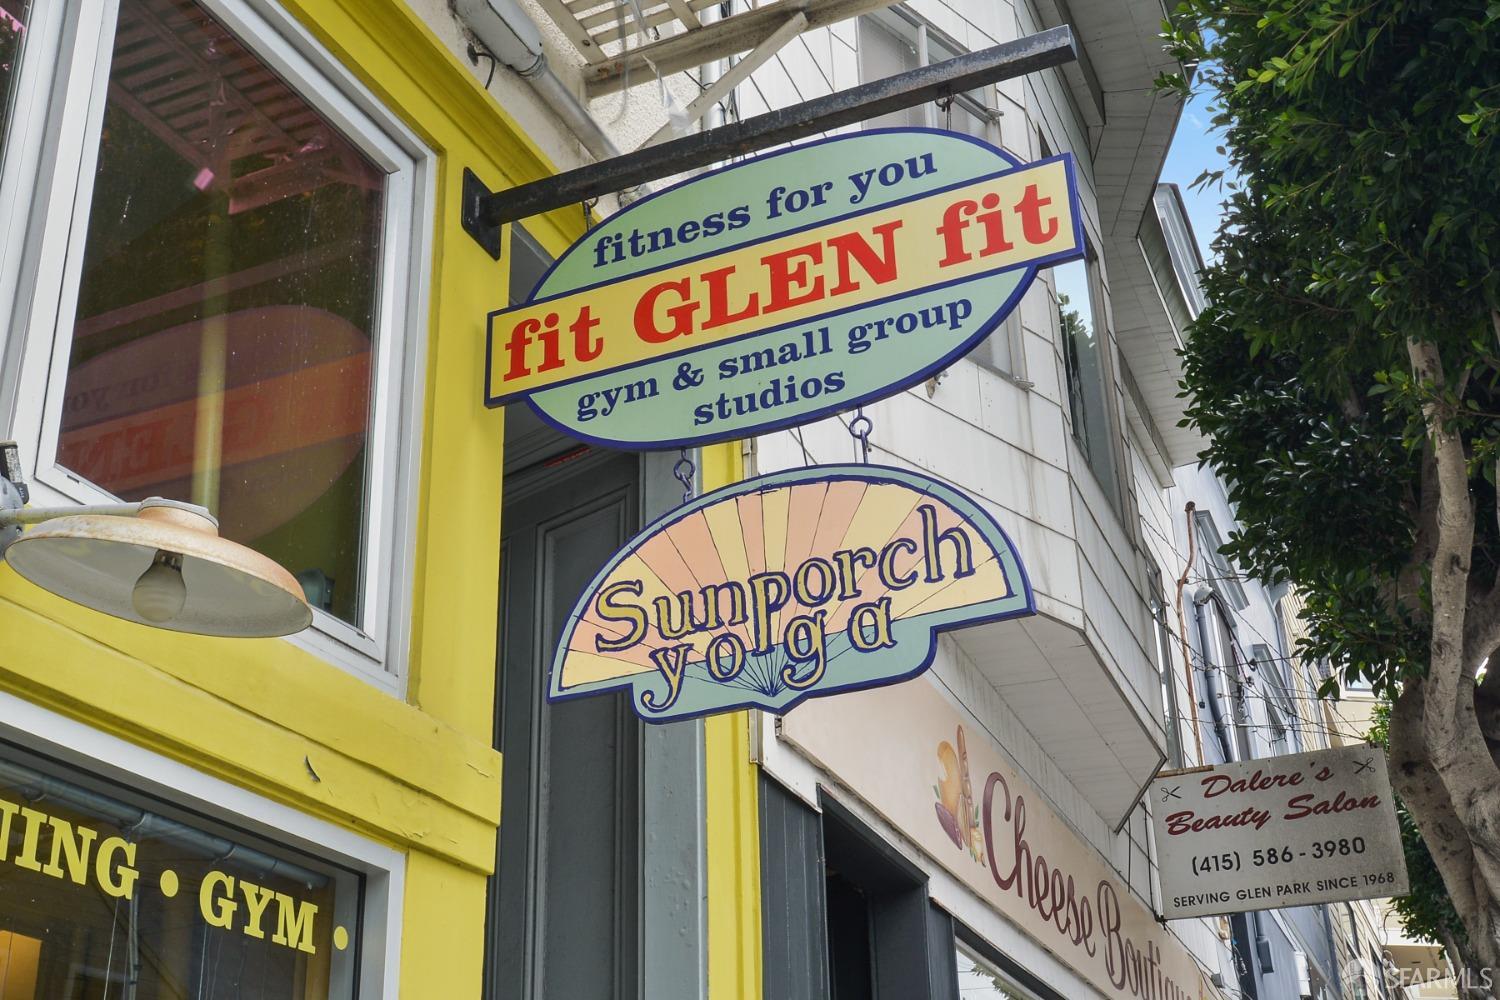 fitness for you
fit GLEN fit
gym & small group
studios
Sunporch
yoga
NING • GYM •
Cheese Boutique
Dalere's
Beauty Salon
(415) 586-3980
SERVING GLEN PARK SINCE 1968
SFARMLS